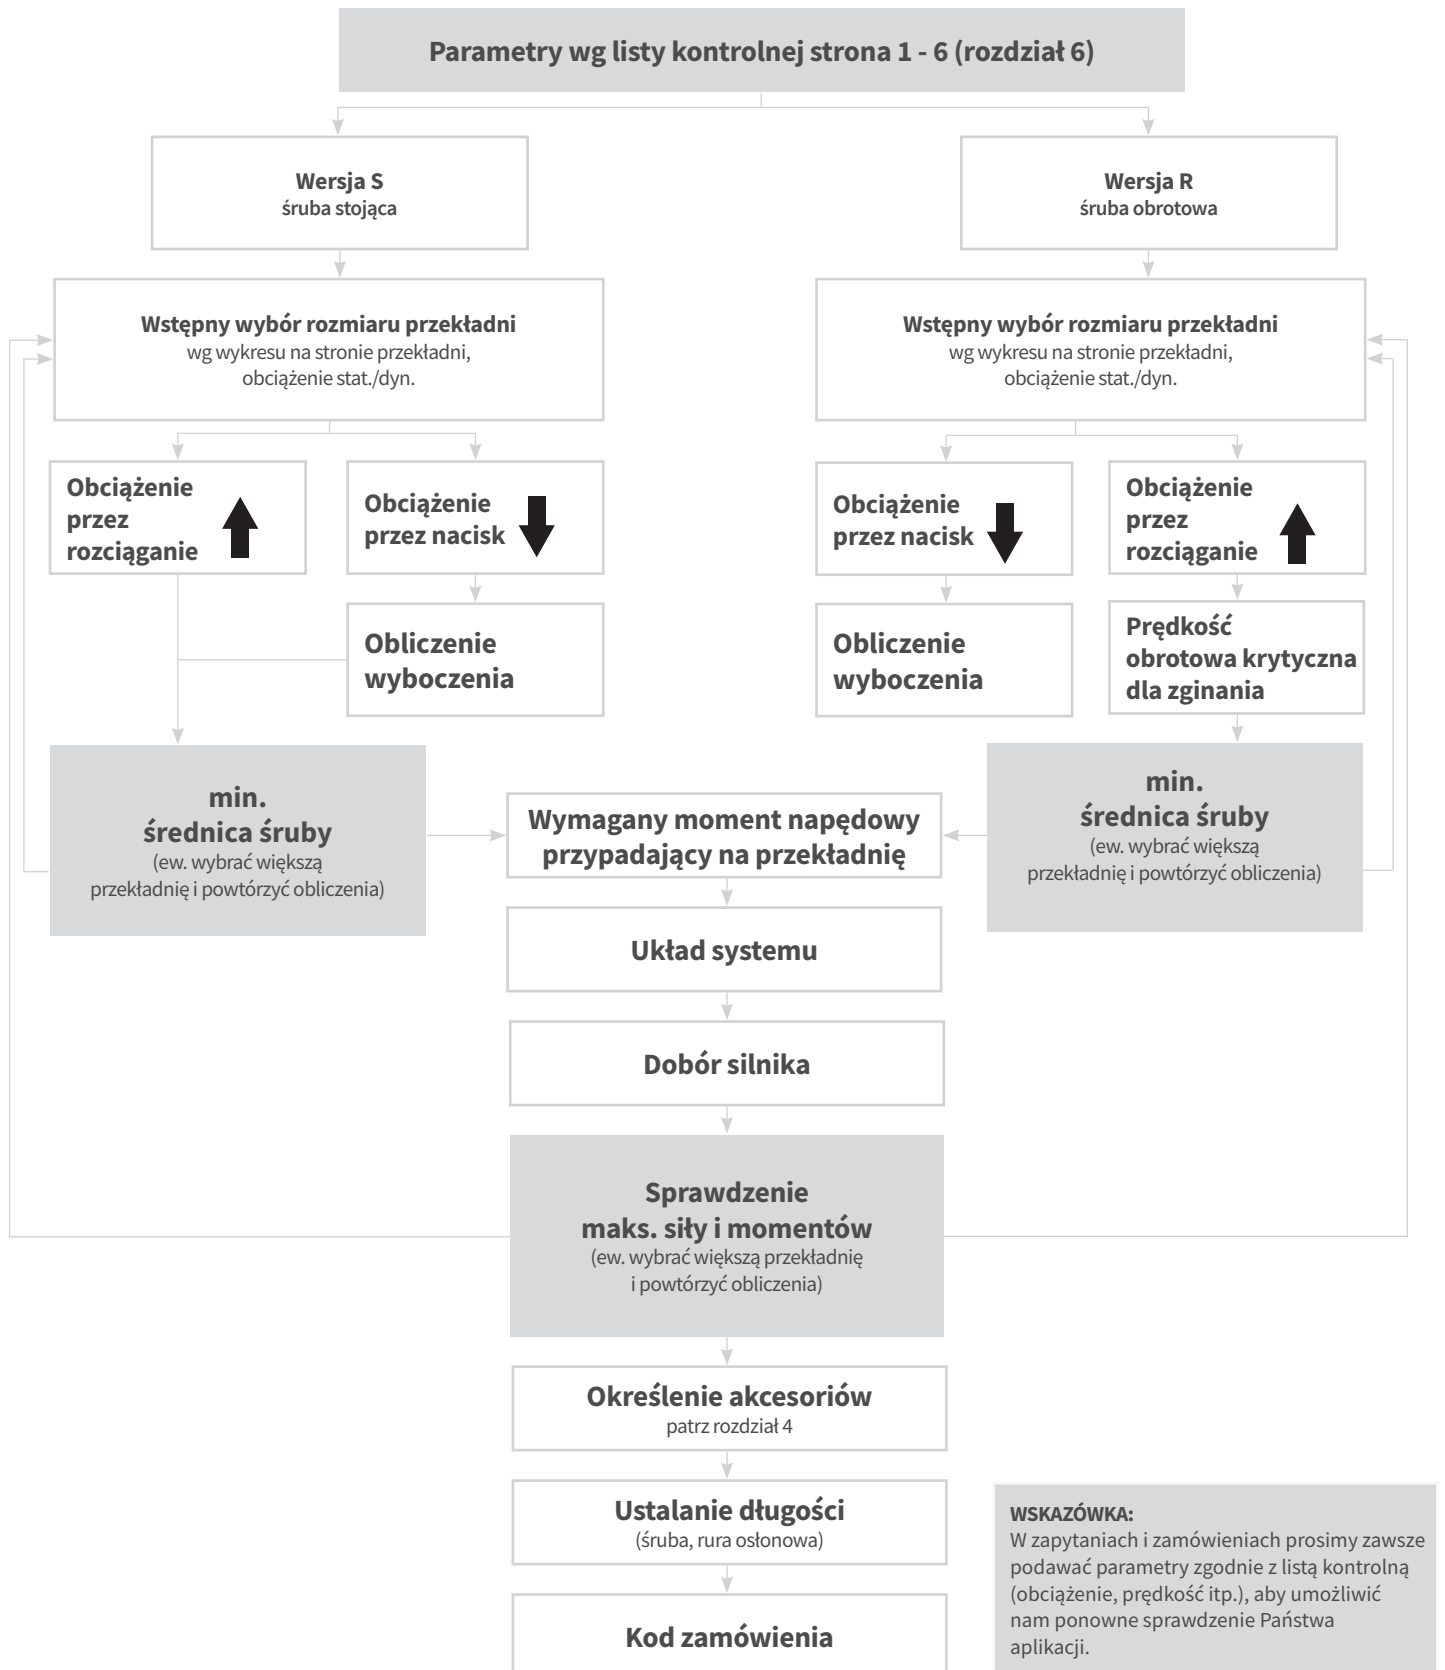 Parametry wg listy kontrolnej strona 1 - 6 (rozdział 6)
Wersja S
śruba stojąca
Wersja R
śruba obrotowa
Wstępny wybór rozmiaru przekładni
wg wykresu na stronie przekładni,
obciążenie stat./dyn.
Wstępny wybór rozmiaru przekładni
wg wykresu na stronie przekładni,
obciążenie stat./dyn.
Obciążenie
przez
rozciąganie
Obciążenie
przez nacisk
Obciążenie
przez nacisk
Obciążenie
przez
rozciąganie
Obliczenie
wyboczenia
Obliczenie
wyboczenia
Prędkość
obrotowa krytyczna
dla zginania
min.
średnica śruby
(ew. wybrać większą
przekładnię i powtórzyć obliczenia)
Wymagany moment napędowy
przypadający na przekładnię
min.
średnica śruby
(ew. wybrać większą
przekładnię i powtórzyć obliczenia)
Układ systemu
Dobór silnika
Sprawdzenie
maks. siły i momentów
(ew. wybrać większą przekładnię
i powtórzyć obliczenia)
Określenie akcesoriów
patrz rozdział 4
Ustalanie długości
(śruba, rura osłonowa)
Kod zamówienia
WSKAZÓWKA:
W zapytaniach i zamówieniach prosimy zawsze
podawać parametry zgodnie z listą kontrolną
(obciążenie, prędkość itp.), aby umożliwić
nam ponowne sprawdzenie Państwa
aplikacji.